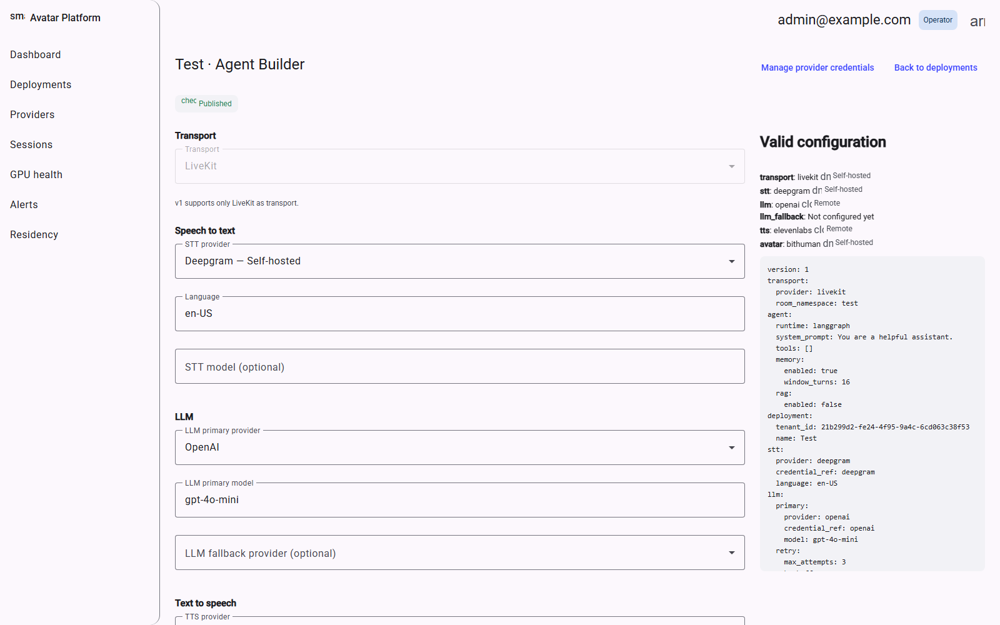 sma Avatar Platform
Dashboard
Deployments
Providers
Sessions
GPU health
Alerts
Residency
admin@example.com
Operator
arr
Test · Agent Builder
Manage provider credentials
Back to deployments
chec Published
Transport
Transport
LiveKit
v1 supports only LiveKit as transport.
Speech to text
STT provider
Deepgram — Self-hosted
Language
en-US
STT model (optional)
LLM
LLM primary provider
OpenAI
LLM primary model
gpt-4o-mini
LLM fallback provider (optional)
Text to speech
TTS provider
Valid configuration
transport: livekit dn Self-hosted
stt: deepgram dn Self-hosted
llm: openai clo Remote
llm_fallback: Not configured yet
tts: elevenlabs clo Remote
avatar: bithuman dn Self-hosted
version: 1
transport:
  provider: livekit
  room_namespace: test
agent:
  runtime: langgraph
  system_prompt: You are a helpful assistant.
  tools: []
  memory:
    enabled: true
    window_turns: 16
  rag:
    enabled: false
deployment:
  tenant_id: 21b299d2-fe24-4f95-9a4c-6cd063c38f53
  name: Test
stt:
  provider: deepgram
  credential_ref: deepgram
  language: en-US
llm:
  primary:
    provider: openai
    credential_ref: openai
    model: gpt-4o-mini
  retry:
    max_attempts: 3